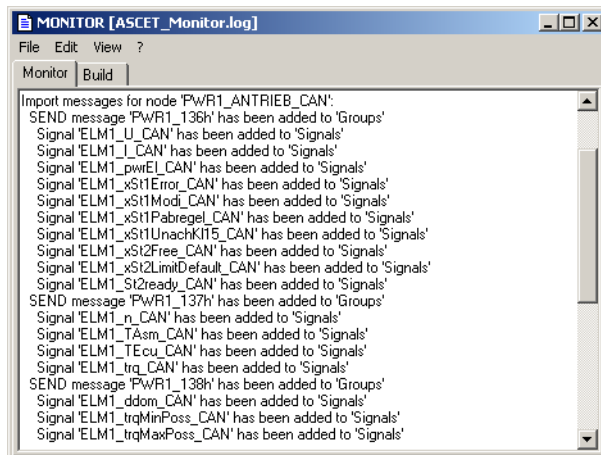 MONITOR [ASCET_Monitor.log]
File Edit View ?
Monitor Build
Import messages for node 'PWR1_ANTRIEB_CAN':
SEND message 'PWR1_136h' has been added to 'Groups'
Signal 'ELM1_U_CAN' has been added to 'Signals'
Signal 'ELM1_I_CAN' has been added to 'Signals'
Signal 'ELM1_pwrEl_CAN' has been added to 'Signals'
Signal 'ELM1_xSt1Error_CAN' has been added to 'Signals'
Signal 'ELM1_xSt1Modi_CAN' has been added to 'Signals'
Signal 'ELM1_xSt1Pabregel_CAN' has been added to 'Signals'
Signal 'ELM1_xSt1UnachKl15_CAN' has been added to 'Signals'
Signal 'ELM1_xSt2Free_CAN' has been added to 'Signals'
Signal 'ELM1_xSt2LimitDefault_CAN' has been added to 'Signals'
Signal 'ELM1_St2ready_CAN' has been added to 'Signals'
SEND message 'PWR1_137h' has been added to 'Groups'
Signal 'ELM1_n_CAN' has been added to 'Signals'
Signal 'ELM1_TAsm_CAN' has been added to 'Signals'
Signal 'ELM1_TEcu_CAN' has been added to 'Signals'
Signal 'ELM1_trq_CAN' has been added to 'Signals'
SEND message 'PWR1_138h' has been added to 'Groups'
Signal 'ELM1_ddom_CAN' has been added to 'Signals'
Signal 'ELM1_trqMinPoss_CAN' has been added to 'Signals'
Signal 'ELM1_trqMaxPoss_CAN' has been added to 'Signals'